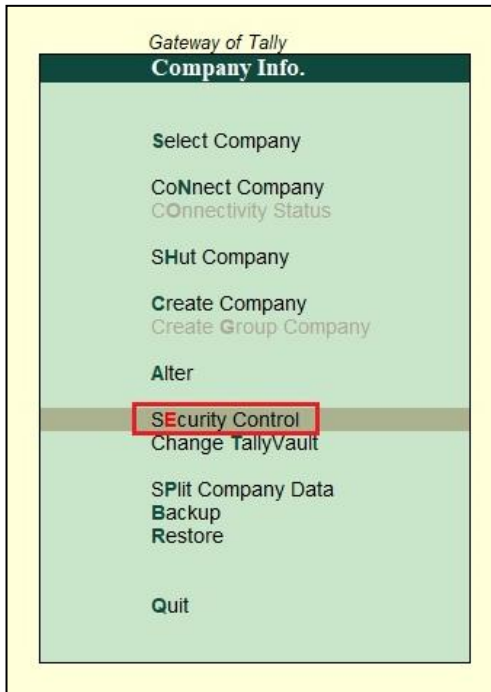 Gateway of Tally
Company Info.
Select Company
CoNnect Company
COnnectivity Status
SHut Company
Create Company
Create Group Company
Alter
SEcurity Control
Change TallyVault
SPlit Company Data
Backup
Restore
Quit